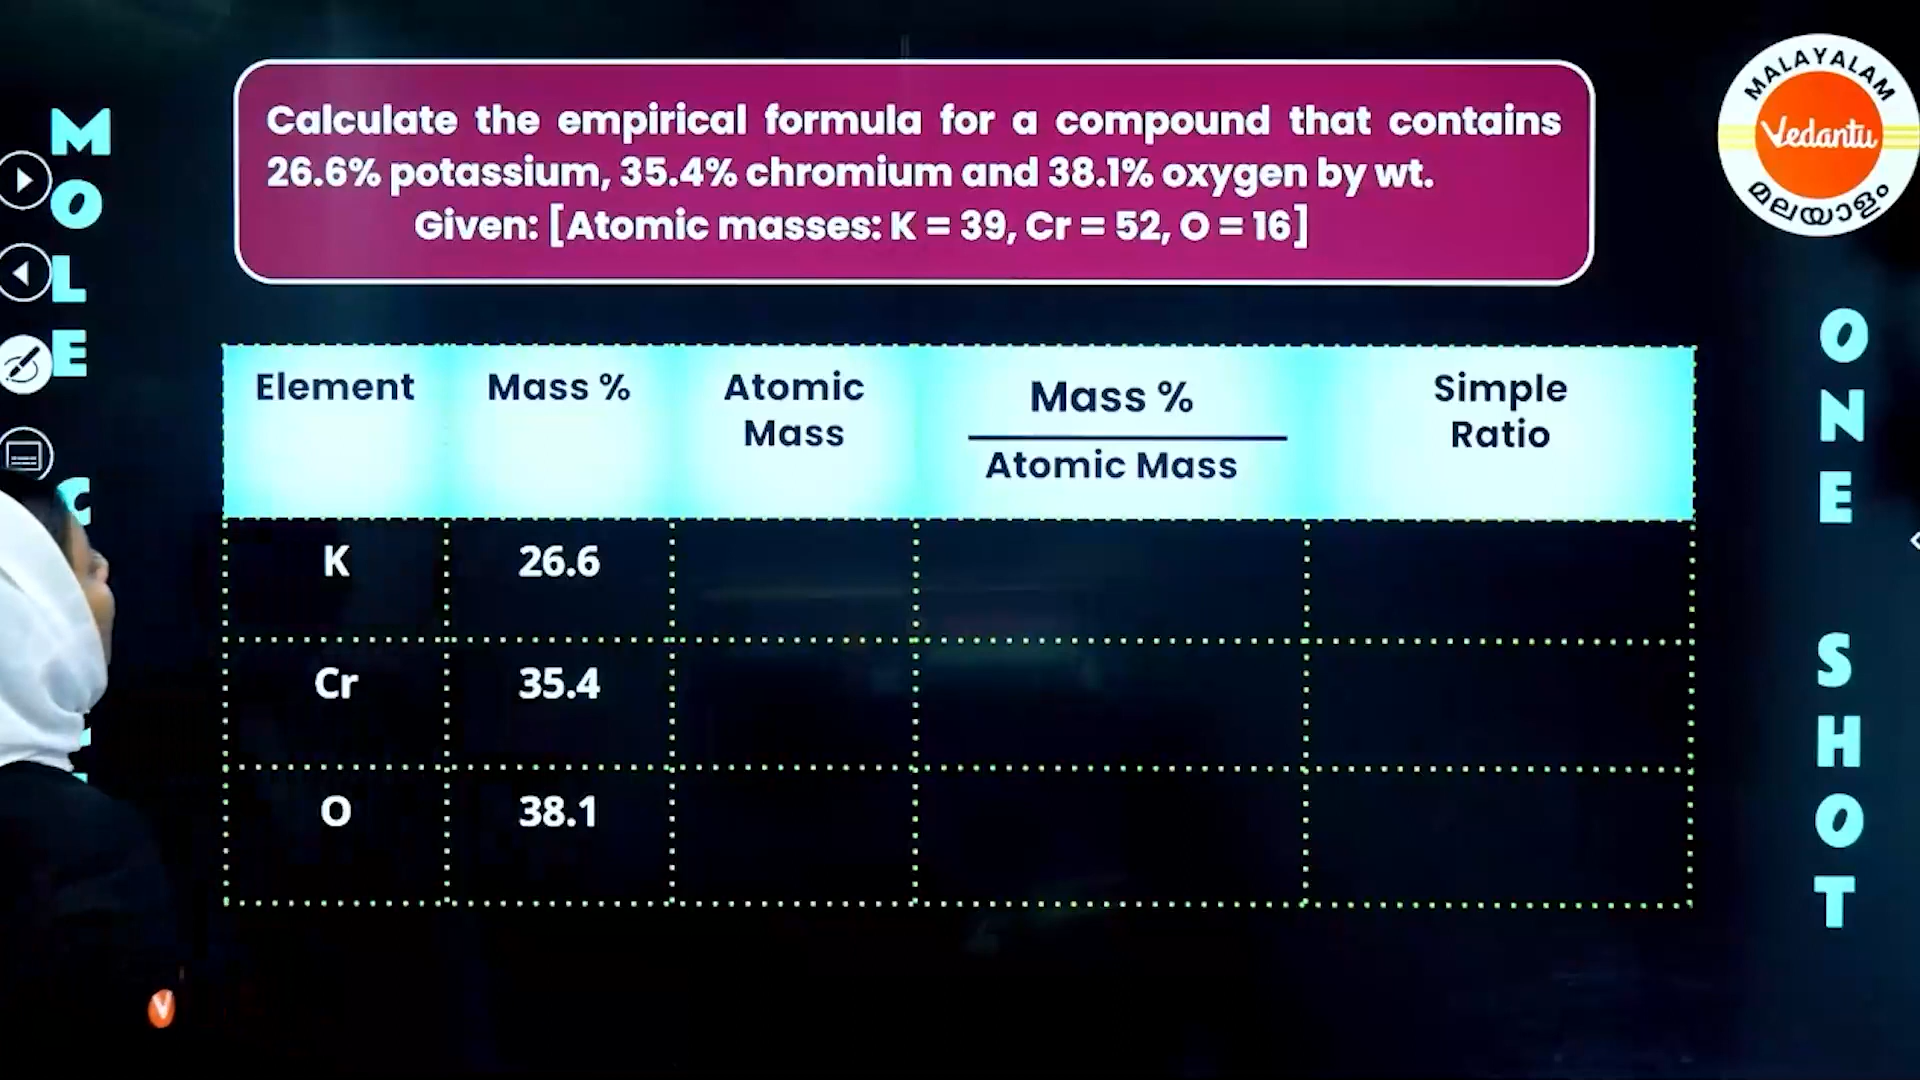 Calculate the empirical formula for a compound that contains
26.6% potassium, 35.4% chromium and 38.1% oxygen by wt.
Given: [Atomic masses: K = 39, Cr = 52, O = 16]
MALAYALAM
Vedantu
മലയാളം
MOLE
C
ONE
SHOT
Element Mass % Atomic Mass Mass % / Atomic Mass Simple Ratio
K 26.6
Cr 35.4
O 38.1
V